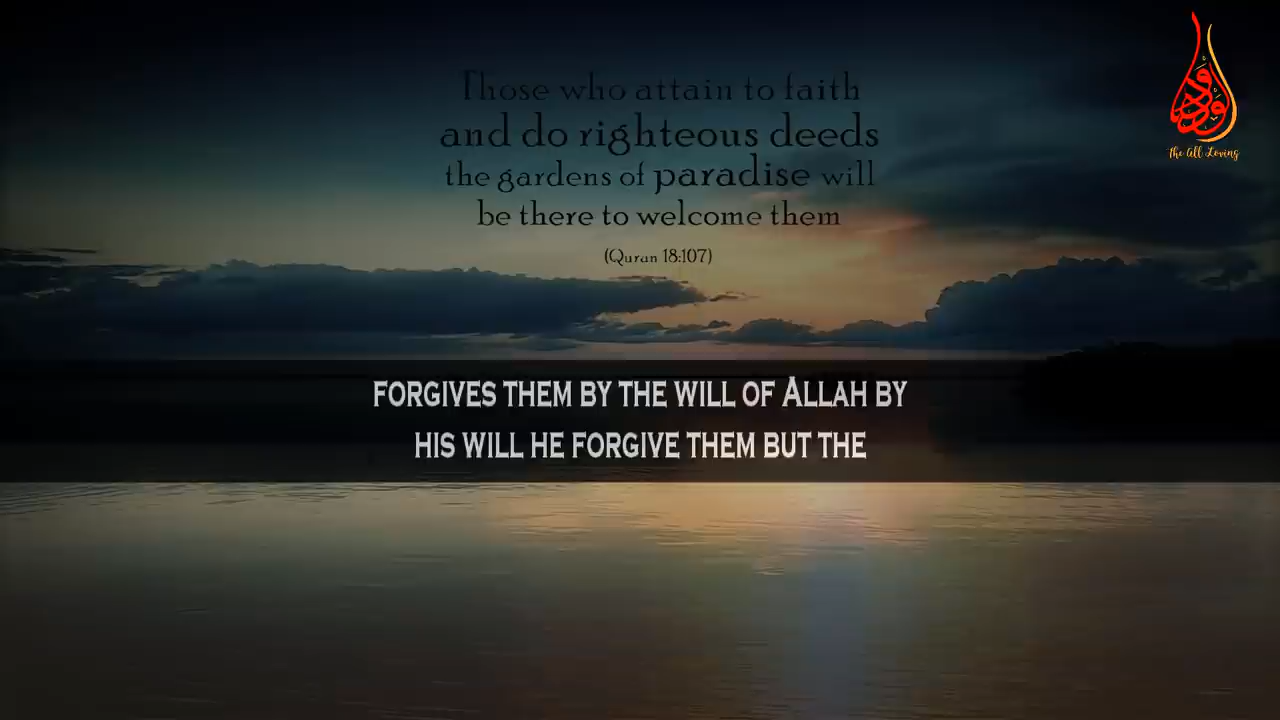 Those who attain to faith
and do righteous deeds
the gardens of paradise will
be there to welcome them
(Quran 18:107)
FORGIVES THEM BY THE WILL OF ALLAH BY
HIS WILL HE FORGIVE THEM BUT THE
الودود
The All Loving